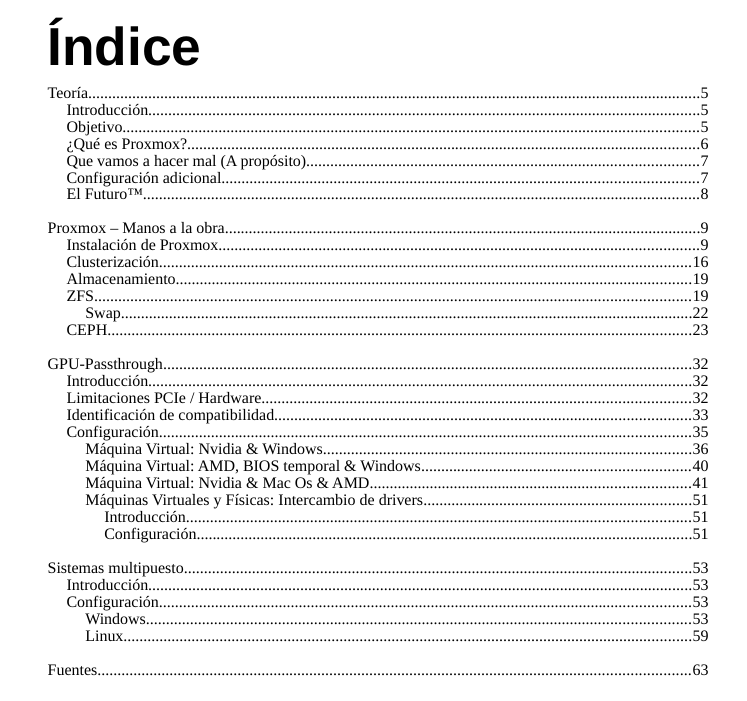 Índice
Teoría.....5
Introducción.....5
Objetivo.....5
¿Qué es Proxmox?.....6
Que vamos a hacer mal (A propósito).....7
Configuración adicional.....7
El Futuro™.....8
Proxmox – Manos a la obra.....9
Instalación de Proxmox.....9
Clusterización.....16
Almacenamiento.....19
ZFS.....19
Swap.....22
CEPH.....23
GPU-Passthrough.....32
Introducción.....32
Limitaciones PCIe / Hardware.....32
Identificación de compatibilidad.....33
Configuración.....35
Máquina Virtual: Nvidia & Windows.....36
Máquina Virtual: AMD, BIOS temporal & Windows.....40
Máquina Virtual: Nvidia & Mac Os & AMD.....41
Máquinas Virtuales y Físicas: Intercambio de drivers.....51
Introducción.....51
Configuración.....51
Sistemas multipuesto.....53
Introducción.....53
Configuración.....53
Windows.....53
Linux.....59
Fuentes.....63